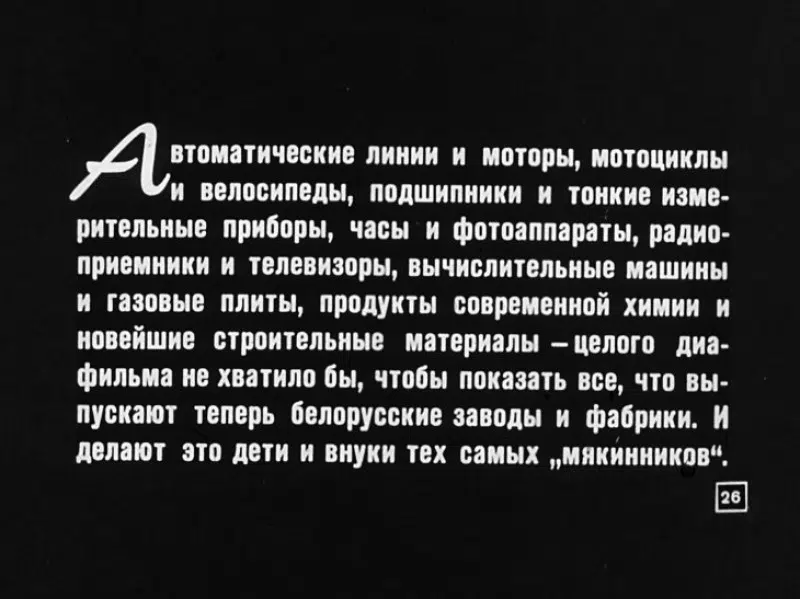 Автоматические линии и моторы, мотоциклы
и велосипеды, подшипники и тонкие изме-
рительные приборы, часы и фотоаппараты, радио-
приемники и телевизоры, вычислительные машины
и газовые плиты, продукты современной химии и
новейшие строительные материалы – целого диа-
фильма не хватило бы, чтобы показать все, что вы-
пускают теперь белорусские заводы и фабрики. И
делают это дети и внуки тех самых „мякинников“.
26